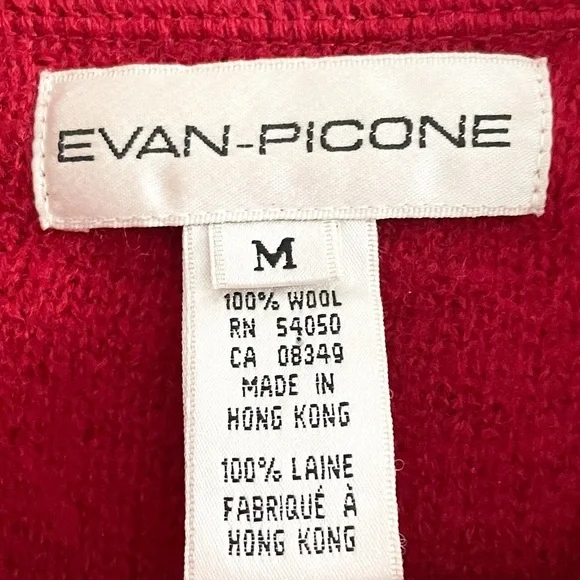 EVAN-PICONE
M
100% WOOL
RN 54050
CA 08349
MADE IN
HONG KONG
100% LAINE
FABRIQUÉ À
HONG KONG